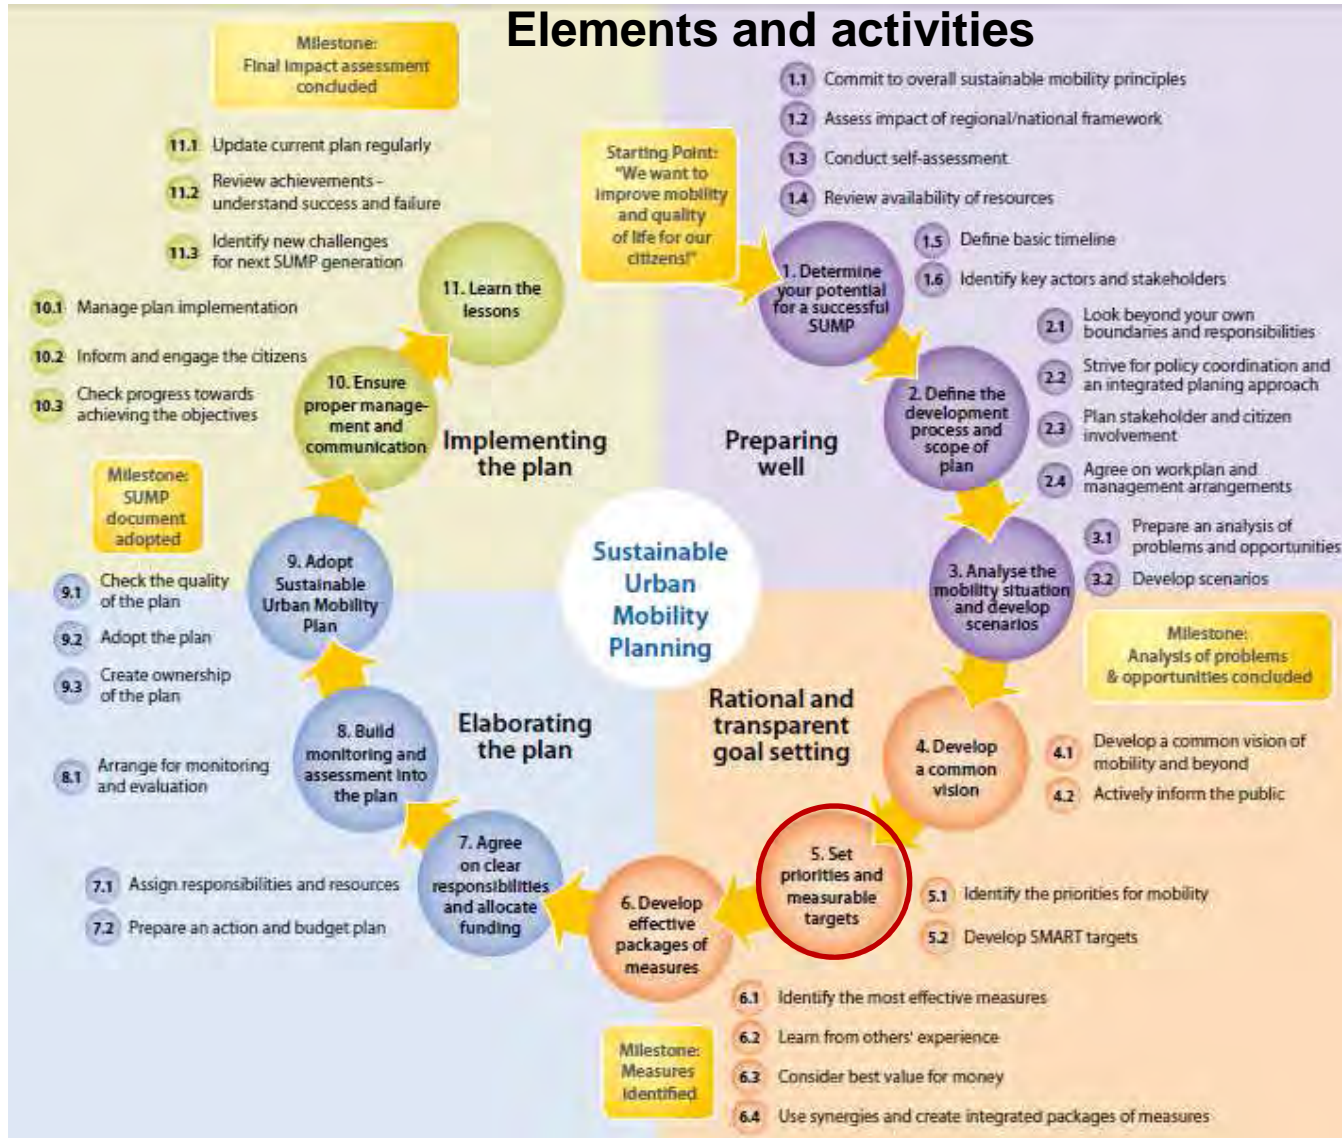 Elements and activities
Milestone:
Final impact assessment
concluded
1.1 Commit to overall sustainable mobility principles
1.2 Assess impact of regional/national framework
1.3 Conduct self-assessment
1.4 Review availability of resources
1.5 Define basic timeline
1.6 Identify key actors and stakeholders
Starting Point:
"We want to
improve mobility
and quality
of life for our
citizens!"
1. Determine
your potential
for a successful
SUMP
2.1 Look beyond your own
boundaries and responsibilities
2.2 Strive for policy coordination and
an integrated planing approach
2.3 Plan stakeholder and citizen
involvement
2.4 Agree on workplan and
management arrangements
2. Define the
development
process and
scope of
plan
Preparing
well
3.1 Prepare an analysis of
problems and opportunities
3.2 Develop scenarios
3. Analyse the
mobility situation
and develop
scenarios
Milestone:
Analysis of problems
& opportunities concluded
Rational and
transparent
goal setting
4. Develop
a common
vision
4.1 Develop a common vision of
mobility and beyond
4.2 Actively inform the public
5. Set
priorities and
measurable
targets
5.1 Identify the priorities for mobility
5.2 Develop SMART targets
6. Develop
effective
packages of
measures
6.1 Identify the most effective measures
6.2 Learn from others' experience
6.3 Consider best value for money
6.4 Use synergies and create integrated packages of measures
Milestone:
Measures
Identified
7. Agree
on clear
responsibilities
and allocate
funding
7.1 Assign responsibilities and resources
7.2 Prepare an action and budget plan
Elaborating
the plan
8. Build
monitoring and
assessment into
the plan
8.1 Arrange for monitoring
and evaluation
9. Adopt
Sustainable
Urban Mobility
Plan
9.1 Check the quality
of the plan
9.2 Adopt the plan
9.3 Create ownership
of the plan
Milestone:
SUMP
document
adopted
Implementing
the plan
10. Ensure
proper manage-
ment and
communication
10.1 Manage plan implementation
10.2 Inform and engage the citizens
10.3 Check progress towards
achieving the objectives
11. Learn the
lessons
11.1 Update current plan regularly
11.2 Review achievements -
understand success and failure
11.3 Identify new challenges
for next SUMP generation
Sustainable
Urban
Mobility
Planning